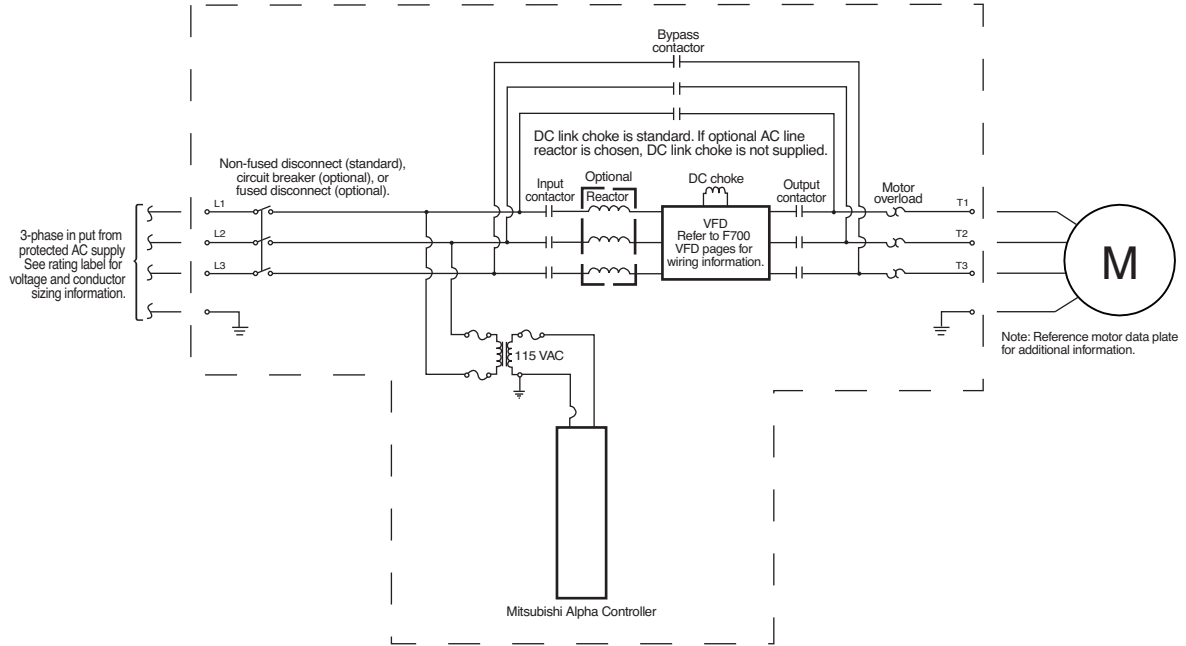 Bypass
contactor
DC link choke is standard. If optional AC line
reactor is chosen, DC link choke is not supplied.
Non-fused disconnect (standard),
circuit breaker (optional), or
fused disconnect (optional).
Input
contactor
Optional
Reactor
DC choke
Output
contactor
Motor
overload
L1
L2
L3
T1
T2
T3
3-phase in put from
protected AC supply
See rating label for
voltage and conductor
sizing information.
VFD
Refer to F700
VFD pages for
wiring information.
M
Note: Reference motor data plate
for additional information.
115 VAC
Mitsubishi Alpha Controller